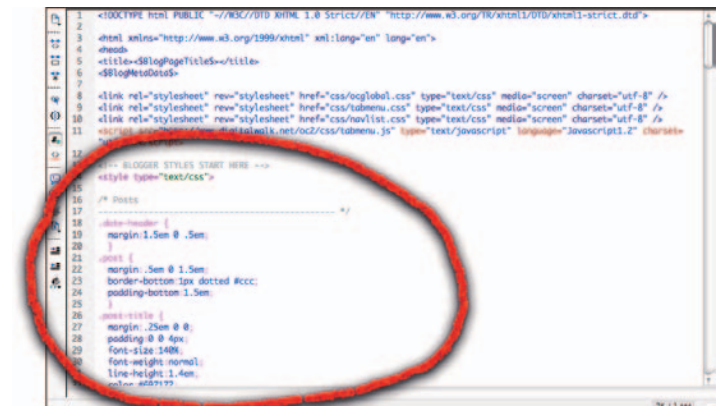 1 <!DOCTYPE html PUBLIC "-//W3C//DTD XHTML 1.0 Strict//EN" "http://www.w3.org/TR/xhtml1/DTD/xhtml1-strict.dtd">
2
3 <html xmlns="http://www.w3.org/1999/xhtml" xml:lang="en" lang="en">
4 <head>
5 <title><$BlogPageTitle$></title>
6 <$BlogMetaData$>
7
8 <link rel="stylesheet" rev="stylesheet" href="css/ocglobal.css" type="text/css" media="screen" charset="utf-8" />
9 <link rel="stylesheet" rev="stylesheet" href="css/tabmenu.css" type="text/css" media="screen" charset="utf-8" />
10 <link rel="stylesheet" rev="stylesheet" href="css/navlist.css" type="text/css" media="screen" charset="utf-8" />
11 <script digitalwalk.net/oc2/css/tabmenu.js" type="text/javascript" language="Javascript1.2" charset=
12
13 <!-- BLOGGER STYLES START HERE -->
14 <style type="text/css">
15
16 /* Posts
17 ----------------------------------------------- */
18 .date-header {
19 margin:1.5em 0 .5em;
20 }
21 .post {
22 margin:.5em 0 1.5em;
23 border-bottom:1px dotted #ccc;
24 padding-bottom:1.5em;
25 }
26 .post-title {
27 margin:.25em 0 0;
28 padding:0 0 4px;
29 font-size:140%;
30 font-weight:normal;
line-height:1.4em;